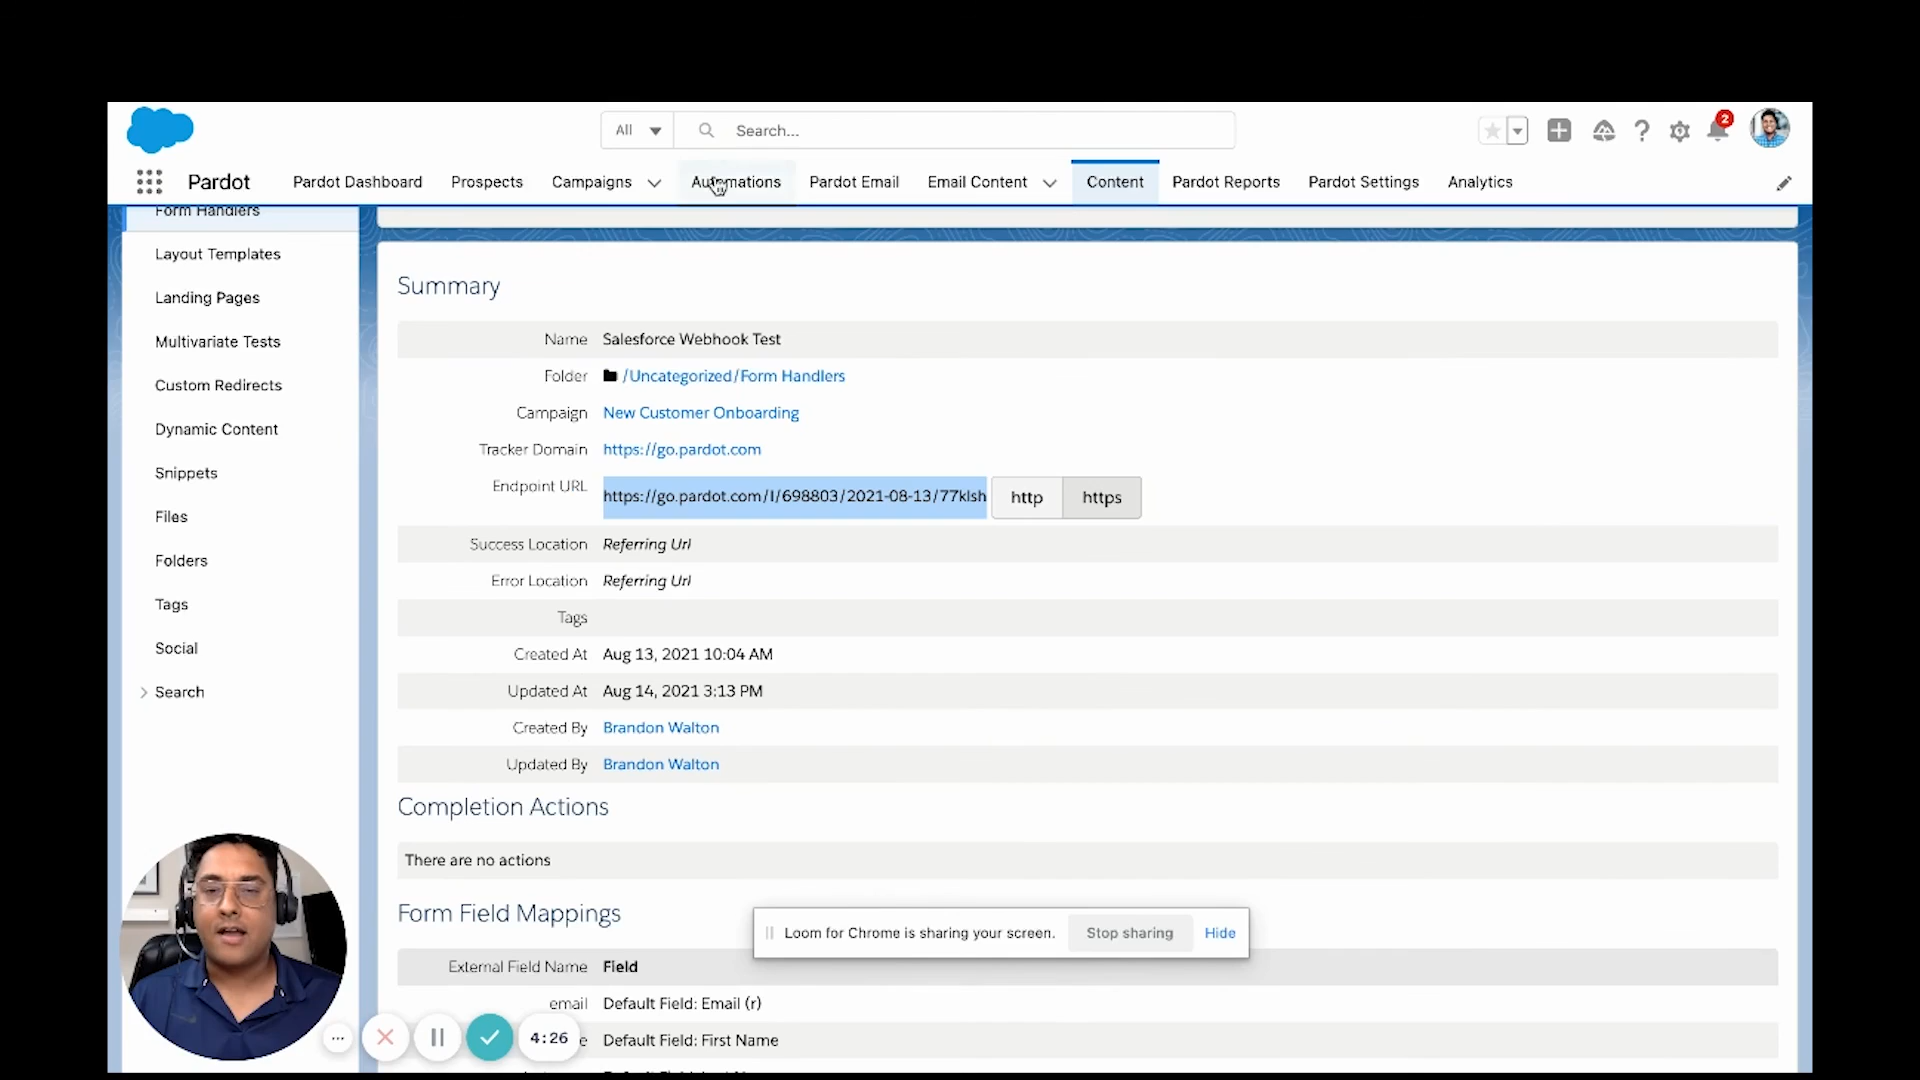 All
Search...
2
Pardot
Pardot Dashboard
Prospects
Campaigns
Automations
Pardot Email
Email Content
Content
Pardot Reports
Pardot Settings
Analytics
Form Handlers
Layout Templates
Landing Pages
Multivariate Tests
Custom Redirects
Dynamic Content
Snippets
Files
Folders
Tags
Social
Search
Summary
Name Salesforce Webhook Test
Folder /Uncategorized/Form Handlers
Campaign New Customer Onboarding
Tracker Domain https://go.pardot.com
Endpoint URL https://go.pardot.com/l/698803/2021-08-13/77klsh http https
Success Location Referring Url
Error Location Referring Url
Tags
Created At Aug 13, 2021 10:04 AM
Updated At Aug 14, 2021 3:13 PM
Created By Brandon Walton
Updated By Brandon Walton
Completion Actions
There are no actions
Form Field Mappings
Loom for Chrome is sharing your screen. Stop sharing Hide
External Field Name Field
email Default Field: Email (r)
Default Field: First Name
4:26